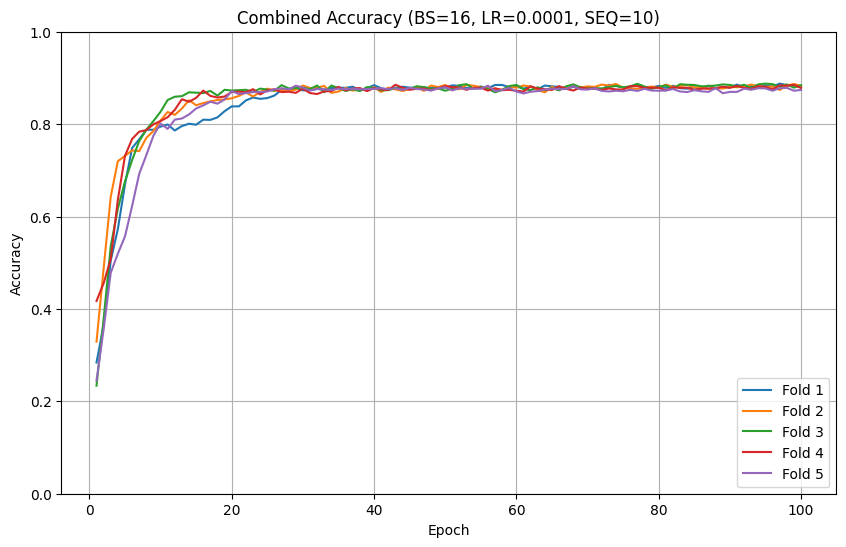 Combined Accuracy (BS=16, LR=0.0001, SEQ=10)
1.0
0.8
0.6
0.4
0.2
0.0
Accuracy
0 20 40 60 80 100
Epoch
Fold 1
Fold 2
Fold 3
Fold 4
Fold 5